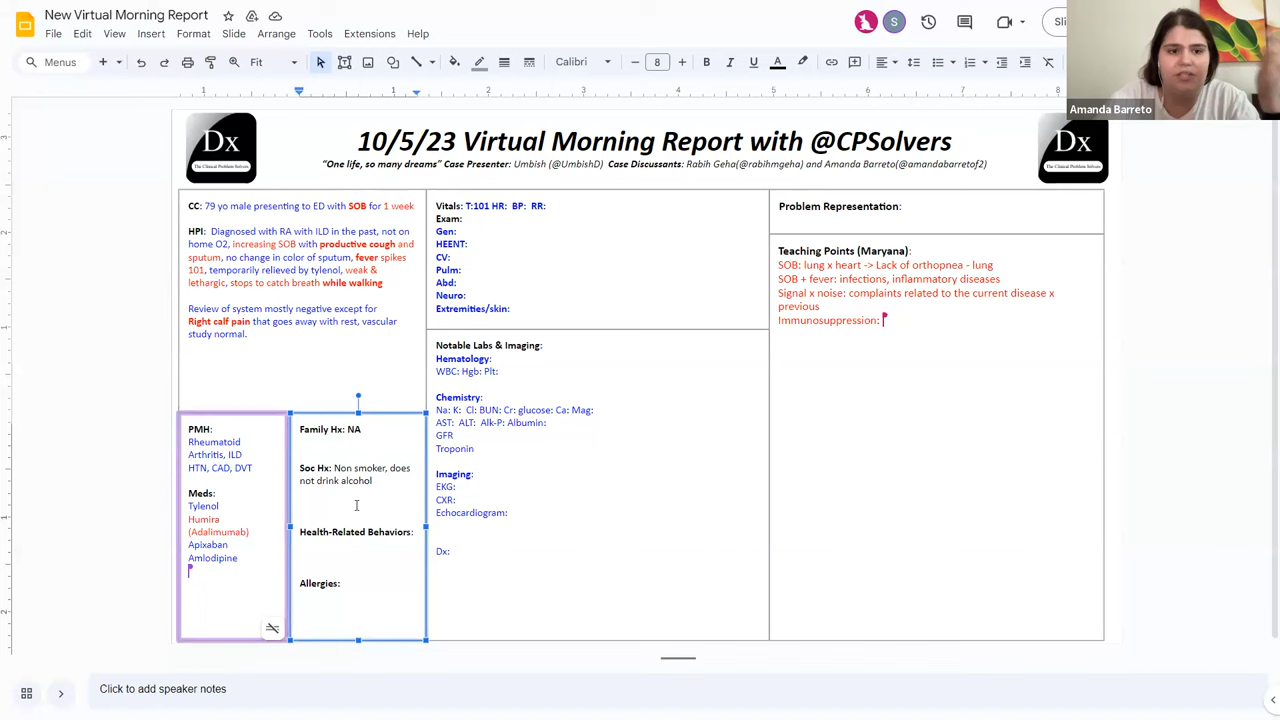 New Virtual Morning Report
File Edit View Insert Format Slide Arrange Tools Extensions Help
S
Menus
Fit
Calibri
8
B I U A
Amanda Barreto
1 1 2 3 4 5 6 7 8
Dx
The Clinical Problem Solvers
10/5/23 Virtual Morning Report with @CPSolvers
"One life, so many dreams" Case Presenter: Umbish (@UmbishD) Case Discussants: Rabih Geha(@rabihmgeha) and Amanda Barreto(@amandabarretof2)
Dx
The Clinical Problem Solvers
CC: 79 yo male presenting to ED with SOB for 1 week
HPI: Diagnosed with RA with ILD in the past, not on
home O2, increasing SOB with productive cough and
sputum, no change in color of sputum, fever spikes
101, temporarily relieved by tylenol, weak &
lethargic, stops to catch breath while walking
Review of system mostly negative except for
Right calf pain that goes away with rest, vascular
study normal.
PMH:
Rheumatoid
Arthritis, ILD
HTN, CAD, DVT
Meds:
Tylenol
Humira
(Adalimumab)
Apixaban
Amlodipine
Family Hx: NA
Soc Hx: Non smoker, does
not drink alcohol
Health-Related Behaviors:
Allergies:
Vitals: T:101 HR: BP: RR:
Exam:
Gen:
HEENT:
CV:
Pulm:
Abd:
Neuro:
Extremities/skin:
Notable Labs & Imaging:
Hematology:
WBC: Hgb: Plt:
Chemistry:
Na: K: Cl: BUN: Cr: glucose: Ca: Mag:
AST: ALT: Alk-P: Albumin:
GFR
Troponin
Imaging:
EKG:
CXR:
Echocardiogram:
Dx:
Problem Representation:
Teaching Points (Maryana):
SOB: lung x heart -> Lack of orthopnea - lung
SOB + fever: infections, inflammatory diseases
Signal x noise: complaints related to the current disease x
previous
Immunosuppression:
Click to add speaker notes